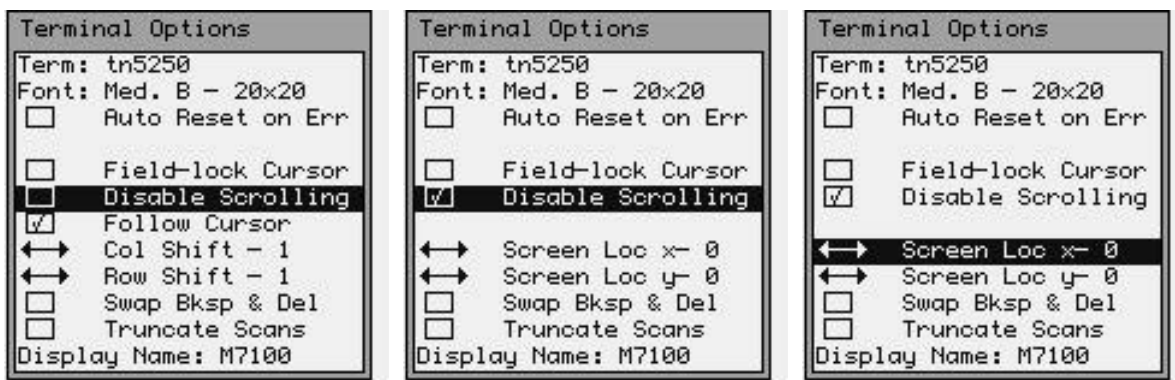 Terminal Options
Term: tn5250
Font: Med. B - 20x20
Auto Reset on Err
Field-lock Cursor
Disable Scrolling
Follow Cursor
Col Shift - 1
Row Shift - 1
Swap Bksp & Del
Truncate Scans
Display Name: M7100
Terminal Options
Term: tn5250
Font: Med. B - 20x20
Auto Reset on Err
Field-lock Cursor
Disable Scrolling
Screen Loc x- 0
Screen Loc y- 0
Swap Bksp & Del
Truncate Scans
Display Name: M7100
Terminal Options
Term: tn5250
Font: Med. B - 20x20
Auto Reset on Err
Field-lock Cursor
Disable Scrolling
Screen Loc x- 0
Screen Loc y- 0
Swap Bksp & Del
Truncate Scans
Display Name: M7100